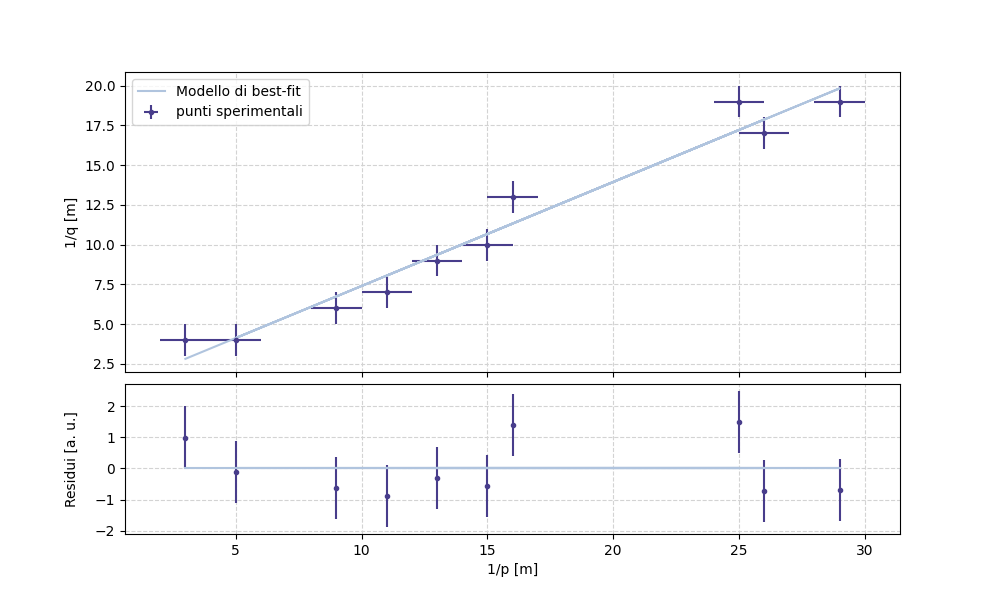 20.0
17.5
15.0
12.5
10.0
7.5
5.0
2.5
1/q [m]
Modello di best-fit
punti sperimentali
2
1
0
−1
−2
Residui [a. u.]
5 10 15 20 25 30
1/p [m]